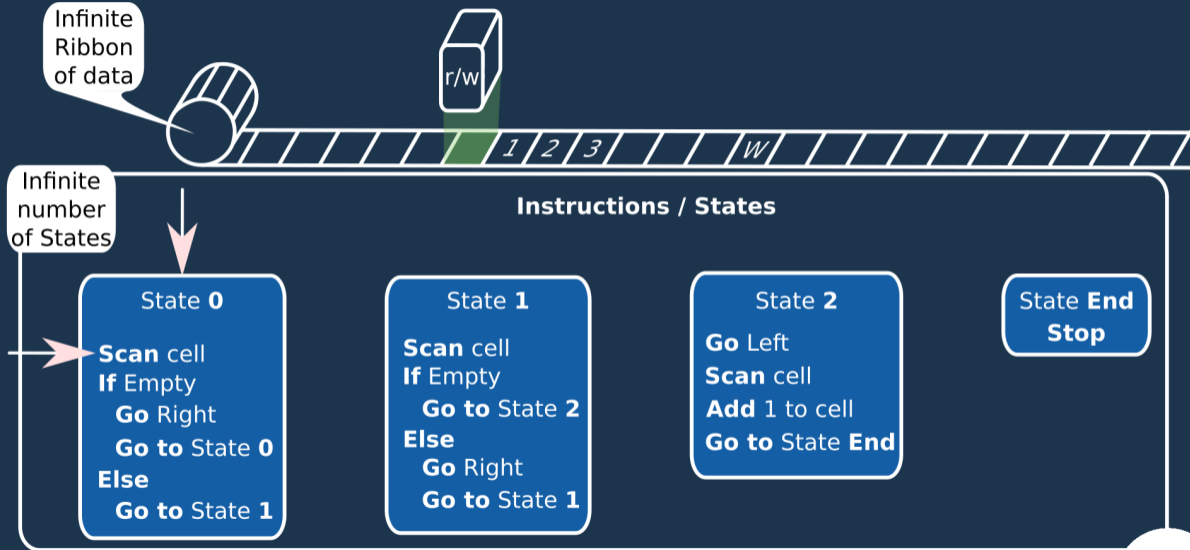 Infinite
Ribbon
of data
r/w
1 2 3 W
Infinite
number
of States
Instructions / States
State 0
Scan cell
If Empty
Go Right
Go to State 0
Else
Go to State 1
State 1
Scan cell
If Empty
Go to State 2
Else
Go Right
Go to State 1
State 2
Go Left
Scan cell
Add 1 to cell
Go to State End
State End
Stop